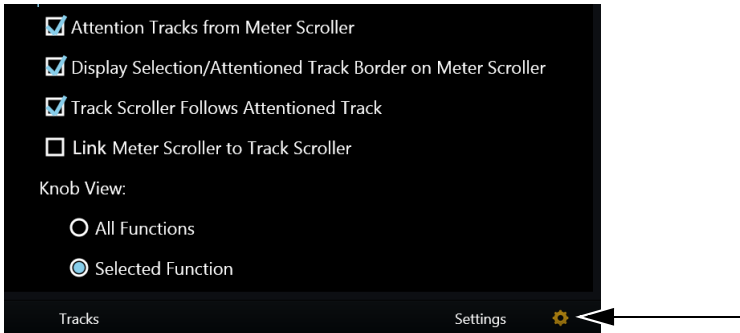 Attention Tracks from Meter Scroller
Display Selection/Attentioned Track Border on Meter Scroller
Track Scroller Follows Attentioned Track
Link Meter Scroller to Track Scroller
Knob View:
All Functions
Selected Function
Tracks Settings